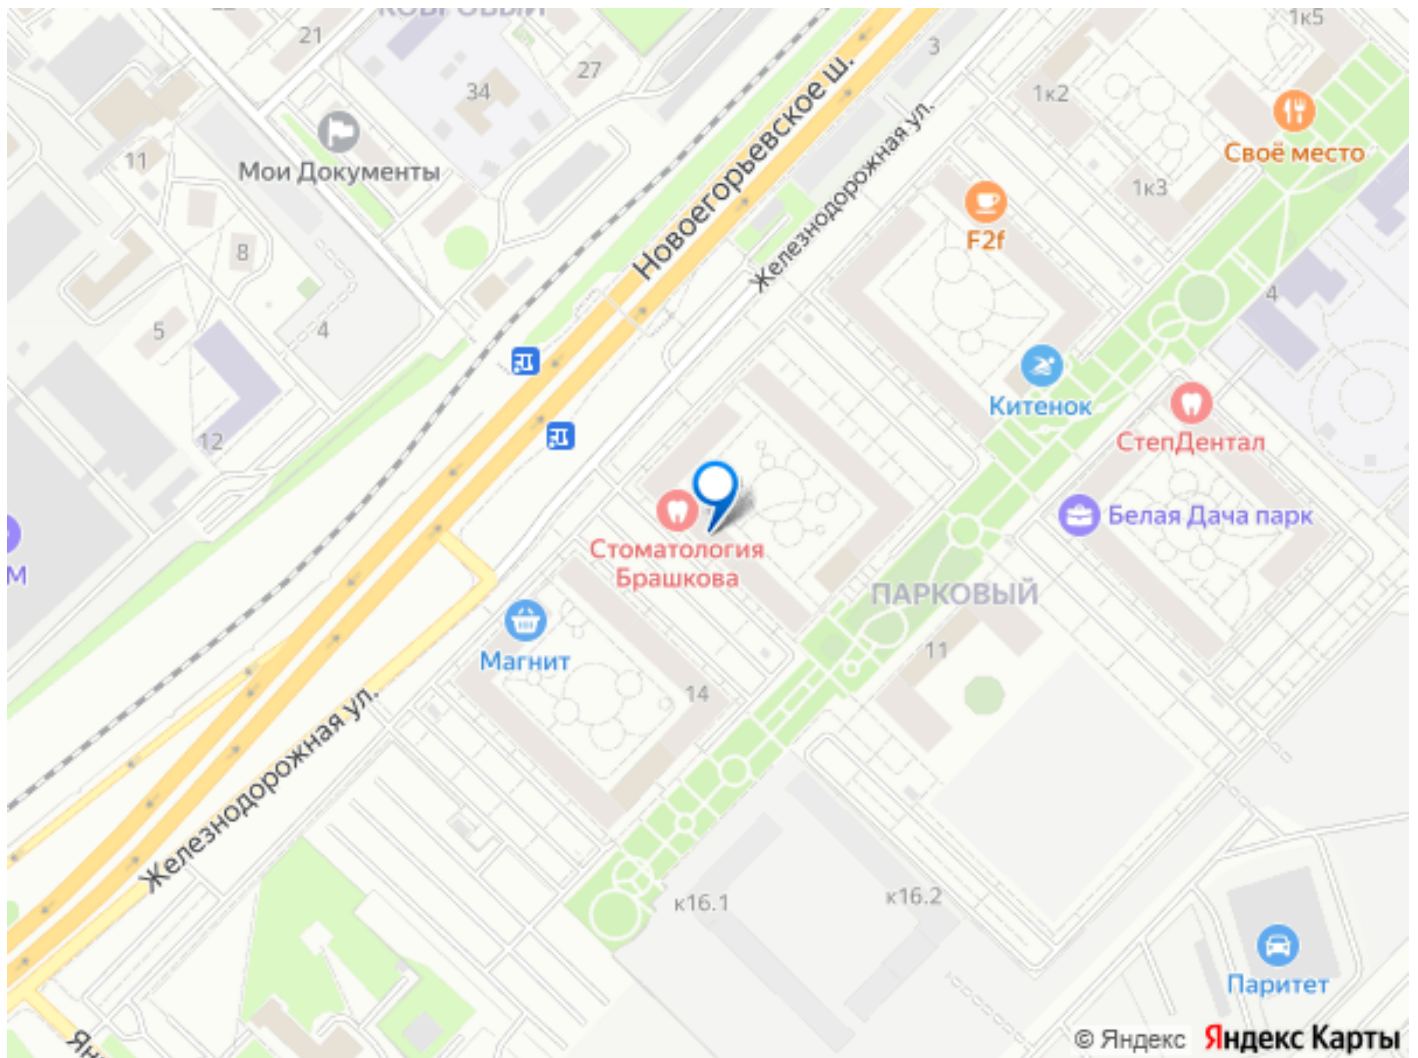 КОВРОВЫЙ
1к5
21
3
27
34
1к2
Новоегорьевское ш.
Железнодорожная ул.
11
Мои Документы
Своё место
1к3
8
F2f
4
5
4
Китенок
12
СтепДентал
Белая Дача парк
М
Стоматология
Брашкова
ПАРКОВЫЙ
Магнит
11
14
Железнодорожная ул.
к16.1
к16.2
Паритет
Ян
© Яндекс Яндекс Карты